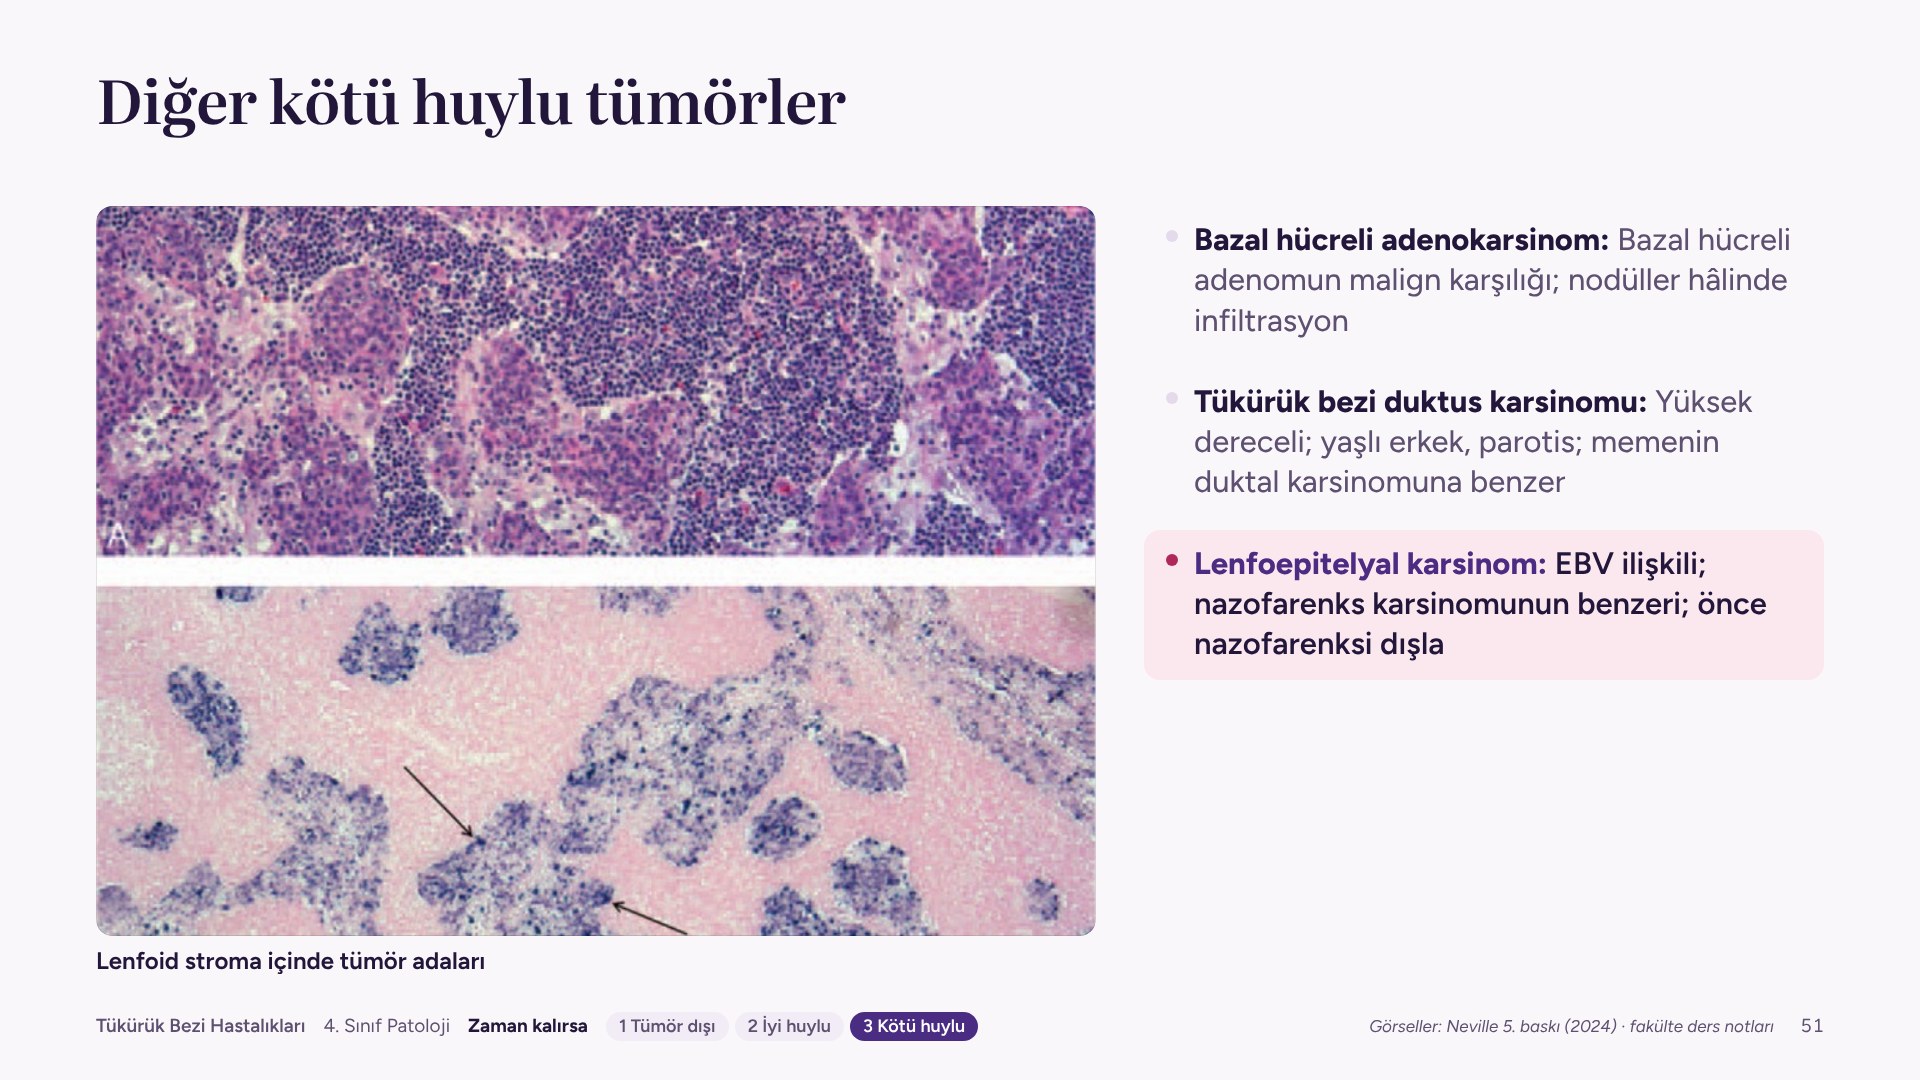 Diğer kötü huylu tümörler
A
Lenfoid stroma içinde tümör adaları
Bazal hücreli adenokarsinom: Bazal hücreli
adenomun malign karşılığı; nodüller hâlinde
infiltrasyon
Tükürük bezi duktus karsinomu: Yüksek
dereceli; yaşlı erkek, parotis; memenin
duktal karsinomuna benzer
Lenfoepitelyal karsinom: EBV ilişkili;
nazofarenks karsinomunun benzeri; önce
nazofarenksi dışla
Tükürük Bezi Hastalıkları 4. Sınıf Patoloji Zaman kalırsa 1 Tümör dışı 2 İyi huylu 3 Kötü huylu
Görseller: Neville 5. baskı (2024) · fakülte ders notları 51